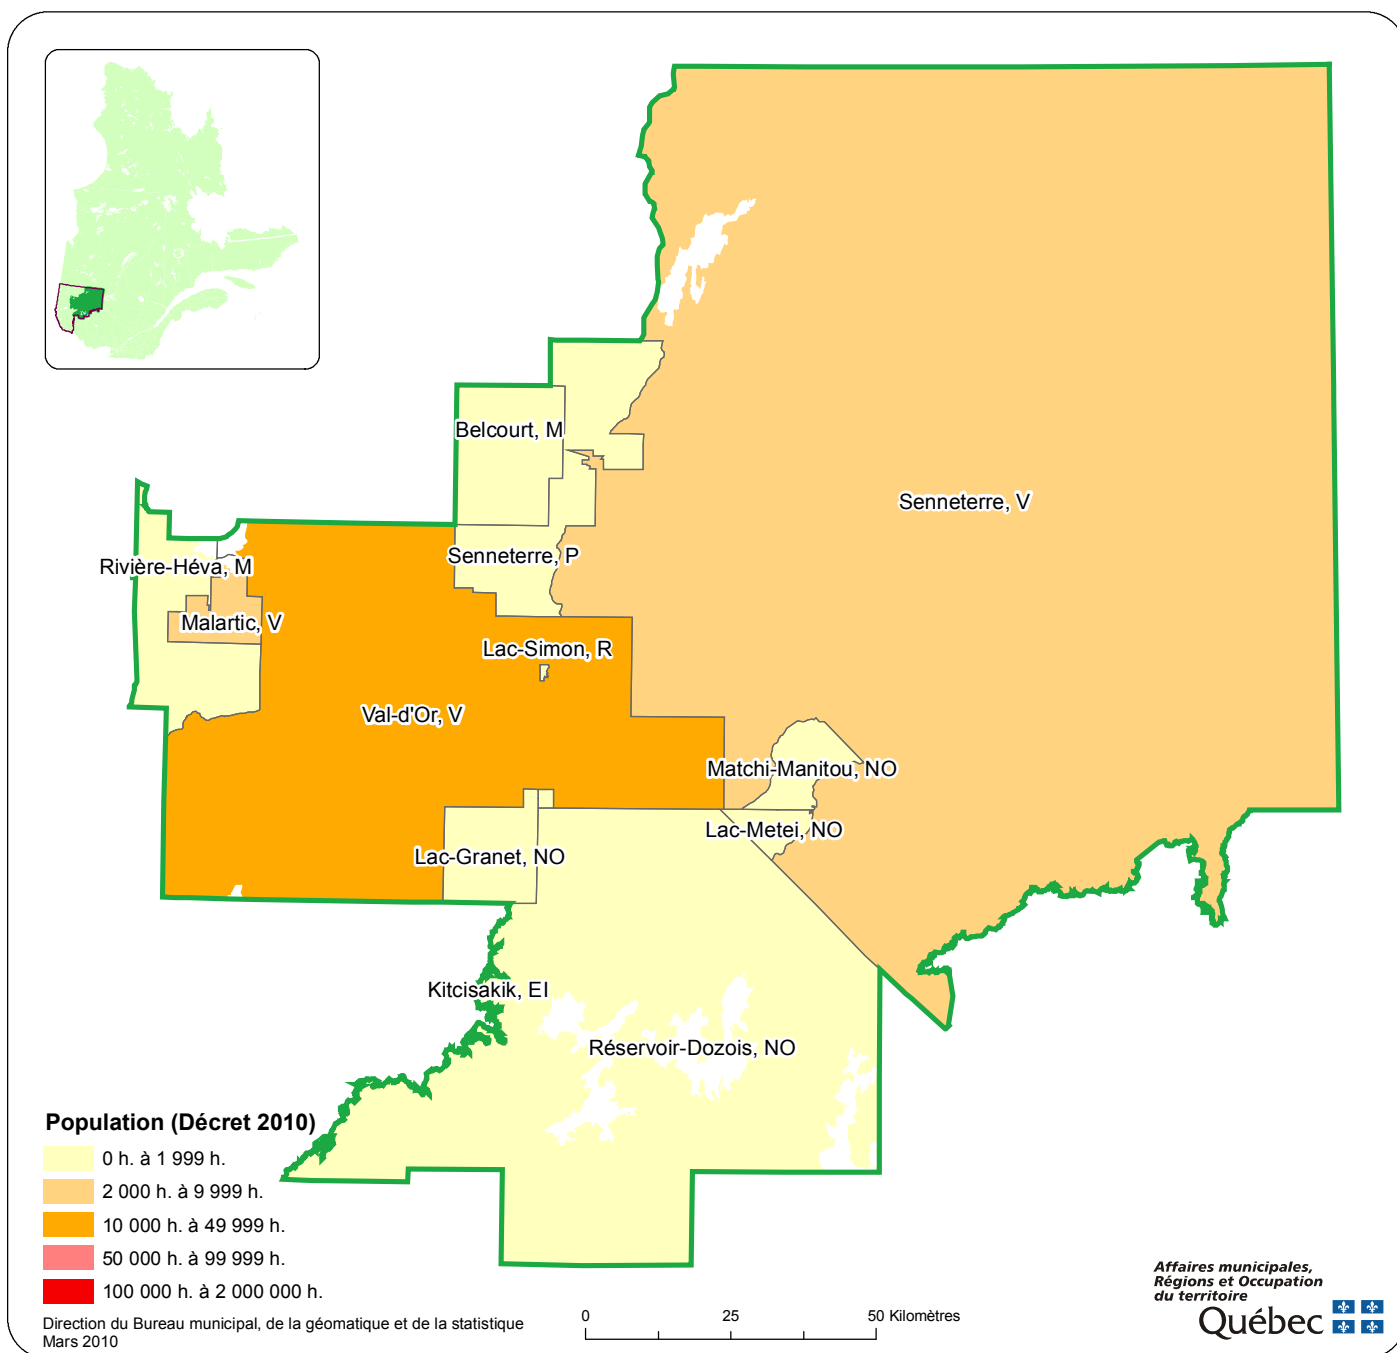 Belcourt, M
Senneterre, V
Senneterre, P
Rivière-Héva, M
Malartic, V
Lac-Simon, R
Val-d'Or, V
Matchi-Manitou, NO
Lac-Metei, NO
Lac-Granet, NO
Kitcisakik, EI
Réservoir-Dozois, NO
Population (Décret 2010)
0 h. à 1 999 h.
2 000 h. à 9 999 h.
10 000 h. à 49 999 h.
50 000 h. à 99 999 h.
100 000 h. à 2 000 000 h.
Direction du Bureau municipal, de la géomatique et de la statistique
Mars 2010
0 25 50 Kilomètres
Affaires municipales,
Régions et Occupation
du territoire
Québec